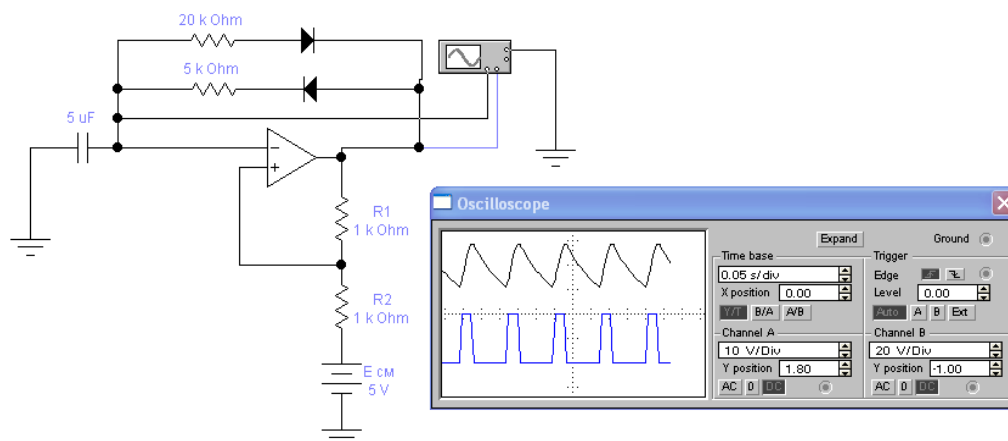 20 k Ohm
5 k Ohm
5 uF
R1
1 k Ohm
R2
1 k Ohm
Е см
5 V
Oscilloscope
Expand
Ground
Time base
0.05 s/div
X position 0.00
Y/T B/A A/B
Trigger
Edge
Level 0.00
Auto A B Ext
Channel A
10 V/Div
Y position 1.80
AC 0 DC
Channel B
20 V/Div
Y position -1.00
AC 0 DC